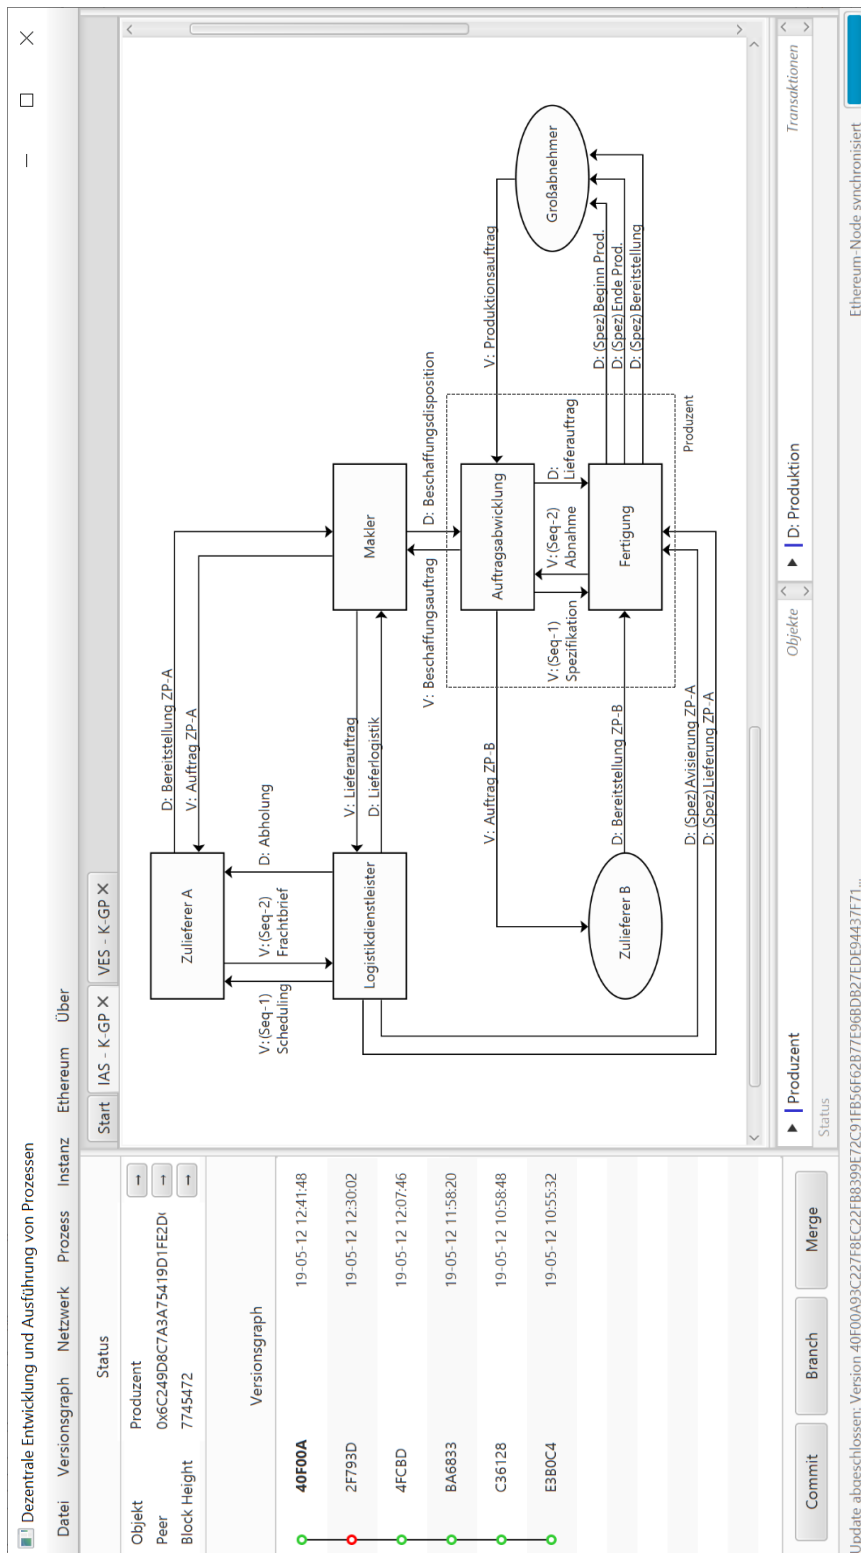 Dezentrale Entwicklung und Ausführung von Prozessen
Datei Versionsgraph Netzwerk Prozess Instanz Ethereum Über
Status
Objekt Produzent
Peer 0x6C249D8C7A3A75419D1FE2D
Block Height 7745472
Versionsgraph
40F00A 19-05-12 12:41:48
2F793D 19-05-12 12:30:02
4FCBD 19-05-12 12:07:46
BA6833 19-05-12 11:58:20
C36128 19-05-12 10:58:48
E3B0C4 19-05-12 10:55:32
Commit Branch Merge
Start IAS - K-GP VES - K-GP
Zulieferer A
D: Bereitstellung ZP-A
V: Auftrag ZP-A
V:(Seq-1)
Scheduling
V:(Seq-2)
Frachtbrief
D: Abholung
Logistikdienstleister
V: Lieferauftrag
D: Lieferlogistik
Makler
V: Beschaffungsauftrag
D: Beschaffungsdisposition
Auftragsabwicklung
V: Produktionsauftrag
Großabnehmer
V: Auftrag ZP-B
V:(Seq-1)
Spezifikation
V:(Seq-2)
Abnahme
D:
Lieferauftrag
Zulieferer B
D: Bereitstellung ZP-B
Fertigung
D: (Spez) Beginn Prod.
D: (Spez) Ende Prod.
D: (Spez) Bereitstellung
Produzent
D: (Spez) Avisierung ZP-A
D: (Spez) Lieferung ZP-A
Produzent Objekte
D: Produktion Transaktionen
Status
Update abgeschlossen: Version 40F00A93C227F8EC22FB8399E72C91FB56F62B77E96BDB27EDE94437F71...
Ethereum-Node synchronisiert